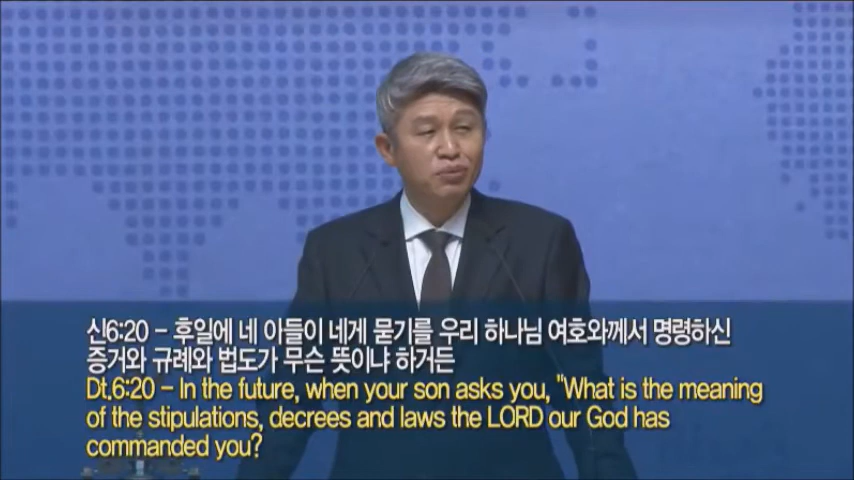 신6:20 - 후일에 네 아들이 네게 묻기를 우리 하나님 여호와께서 명령하신
증거와 규례와 법도가 무슨 뜻이냐 하거든
Dt.6:20 - In the future, when your son asks you, "What is the meaning
of the stipulations, decrees and laws the LORD our God has
commanded you?